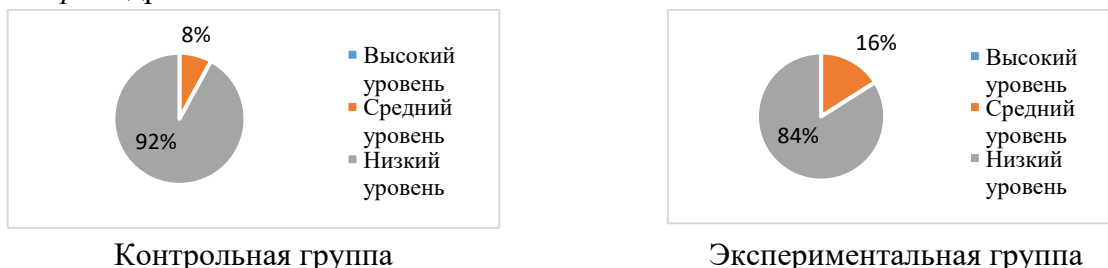 8%
92%
Высокий
уровень
Средний
уровень
Низкий
уровень
16%
84%
Высокий
уровень
Средний
уровень
Низкий
уровень
Контрольная группа
Экспериментальная группа